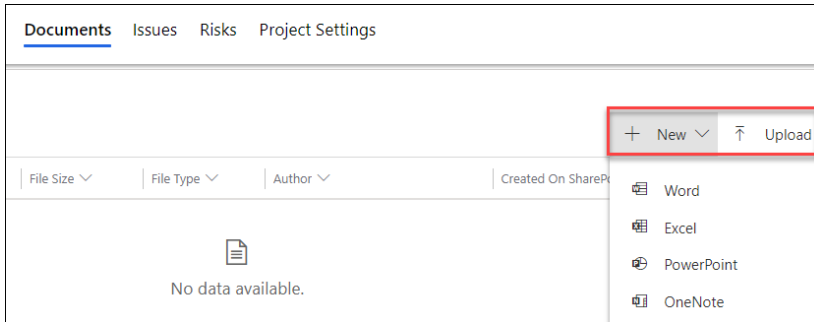 Documents Issues Risks Project Settings
New Upload
File Size File Type Author Created On SharePo
Word
Excel
PowerPoint
OneNote
No data available.